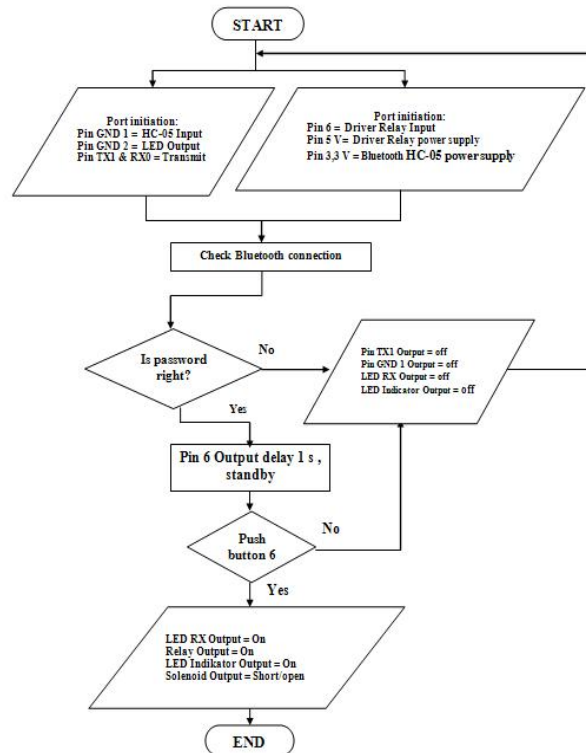 START
Port initiation:
Pin GND 1 = HC-05 Input
Pin GND 2 = LED Output
Pin TX1 & RX0 = Transmit
Port initiation:
Pin 6 = Driver Relay Input
Pin 5 V= Driver Relay power supply
Pin 3,3 V = Bluetooth HC-05 power supply
Check Bluetooth connection
Is password
right?
No
Pin TX1 Output = off
Pin GND 1 Output = off
LED RX Output = off
LED Indicator Output = off
Yes
Pin 6 Output delay 1 s ,
standby
Push
button 6
No
Yes
LED RX Output = On
Relay Output = On
LED Indikator Output = On
Solenoid Output = Short/open
END